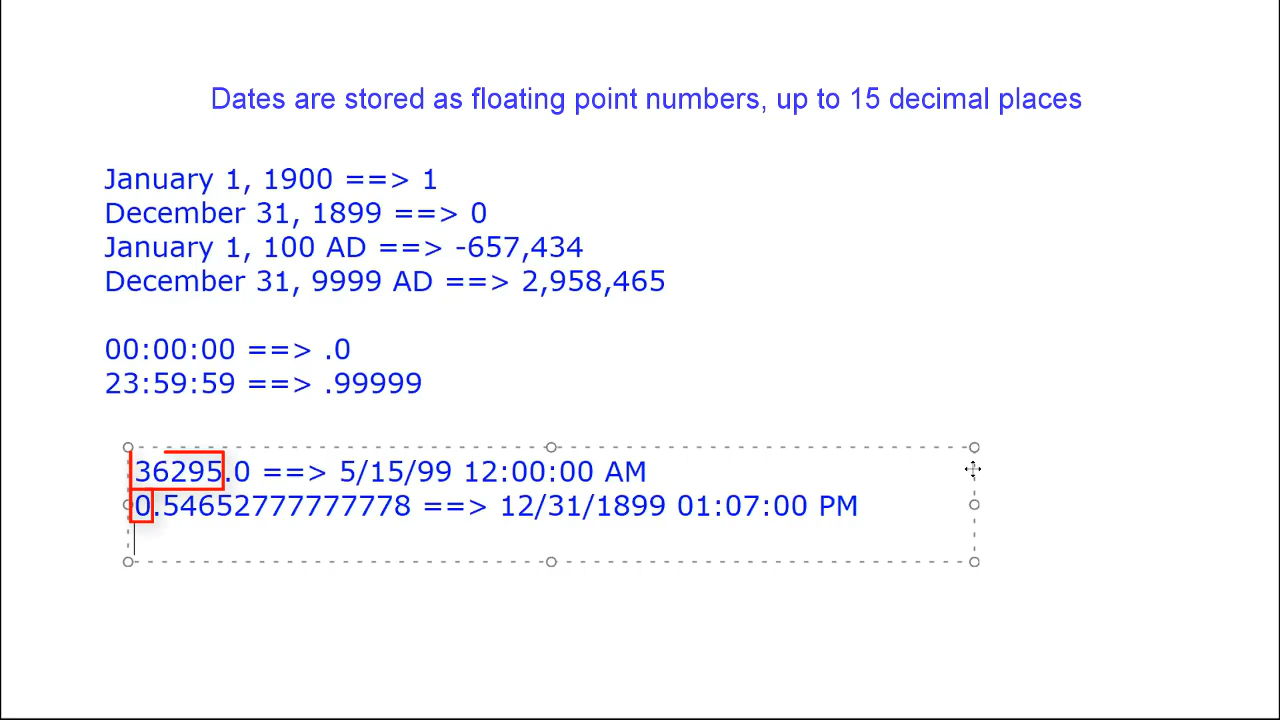 Dates are stored as floating point numbers, up to 15 decimal places
January 1, 1900 ==> 1
December 31, 1899 ==> 0
January 1, 100 AD ==> -657,434
December 31, 9999 AD ==> 2,958,465
00:00:00 ==> .0
23:59:59 ==> .99999
36295.0 ==> 5/15/99 12:00:00 AM
0.54652777777778 ==> 12/31/1899 01:07:00 PM